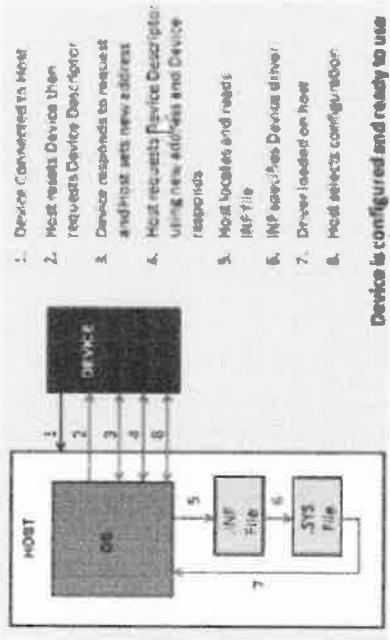 HOST
OS
DEVICE
1
2
3
4
8
5
.INF
File
6
.SYS
File
7
1. Device Connected to Host
2. Host resets Device then
requests Device Descriptor
3. Device responds to request
and Host sets new address
4. Host requests Device Descriptor
using new address and Device
responds
5. Host locates and reads
INF file
6. INF specifies Device driver
7. Driver loaded on host
8. Host selects configuration
Device is configured and ready to use